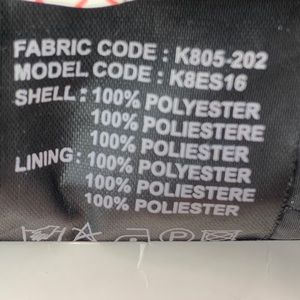 FABRIC CODE : K805-202
MODEL CODE : K8ES16
SHELL: 100% POLYESTER
100% POLIESTERE
100% POLIESTER
LINING: 100% POLYESTER
100% POLIESTERE
100% POLIESTER